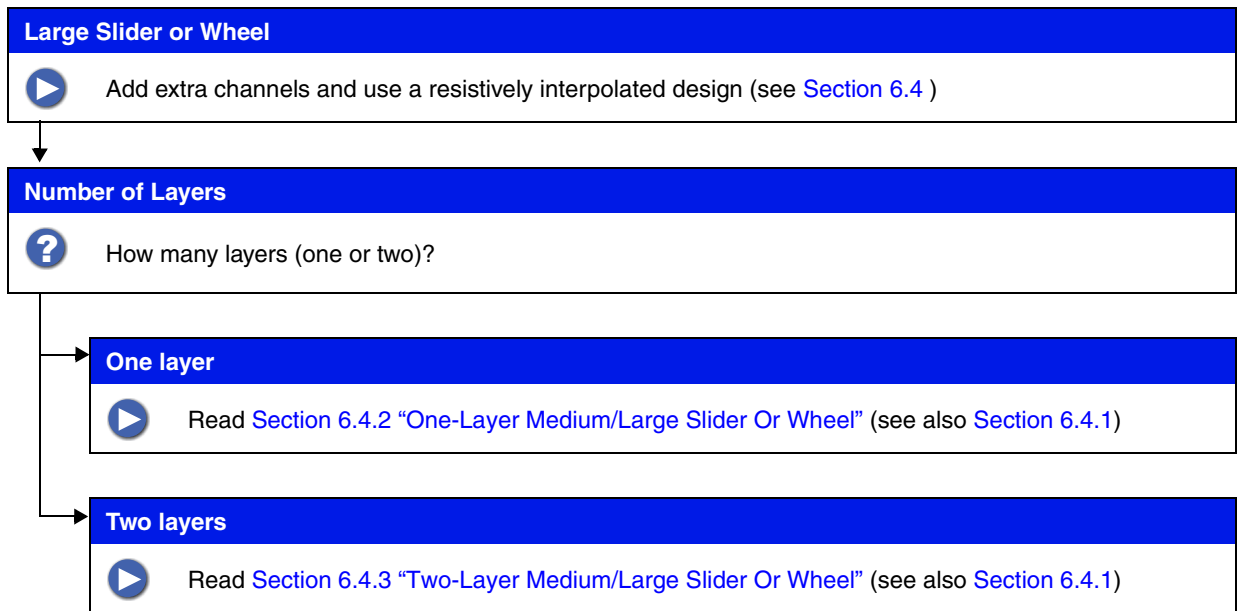 Large Slider or Wheel
Add extra channels and use a resistively interpolated design (see Section 6.4 )
Number of Layers
?
How many layers (one or two)?
One layer
Read Section 6.4.2 “One-Layer Medium/Large Slider Or Wheel” (see also Section 6.4.1)
Two layers
Read Section 6.4.3 “Two-Layer Medium/Large Slider Or Wheel” (see also Section 6.4.1)